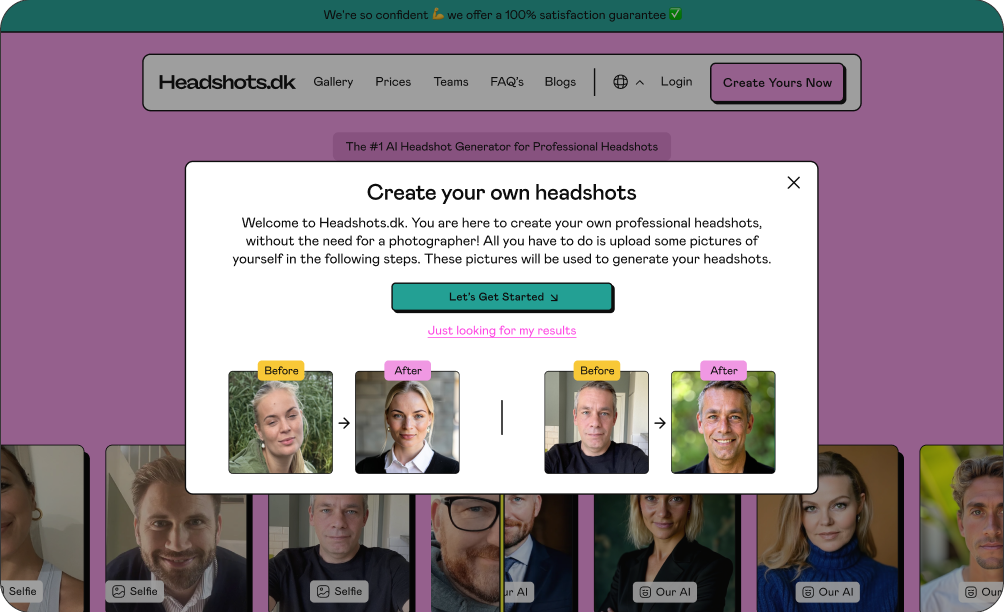 We're so confident 💪 we offer a 100% satisfaction guarantee ✅
Headshots.dk Gallery Prices Teams FAQ's Blogs Login Create Yours Now
The #1 AI Headshot Generator for Professional Headshots
Create your own headshots
Welcome to Headshots.dk. You are here to create your own professional headshots,
without the need for a photographer! All you have to do is upload some pictures of
yourself in the following steps. These pictures will be used to generate your headshots.
Let's Get Started
Just looking for my results
Before After Before After
Selfie Selfie Selfie Our AI Our AI